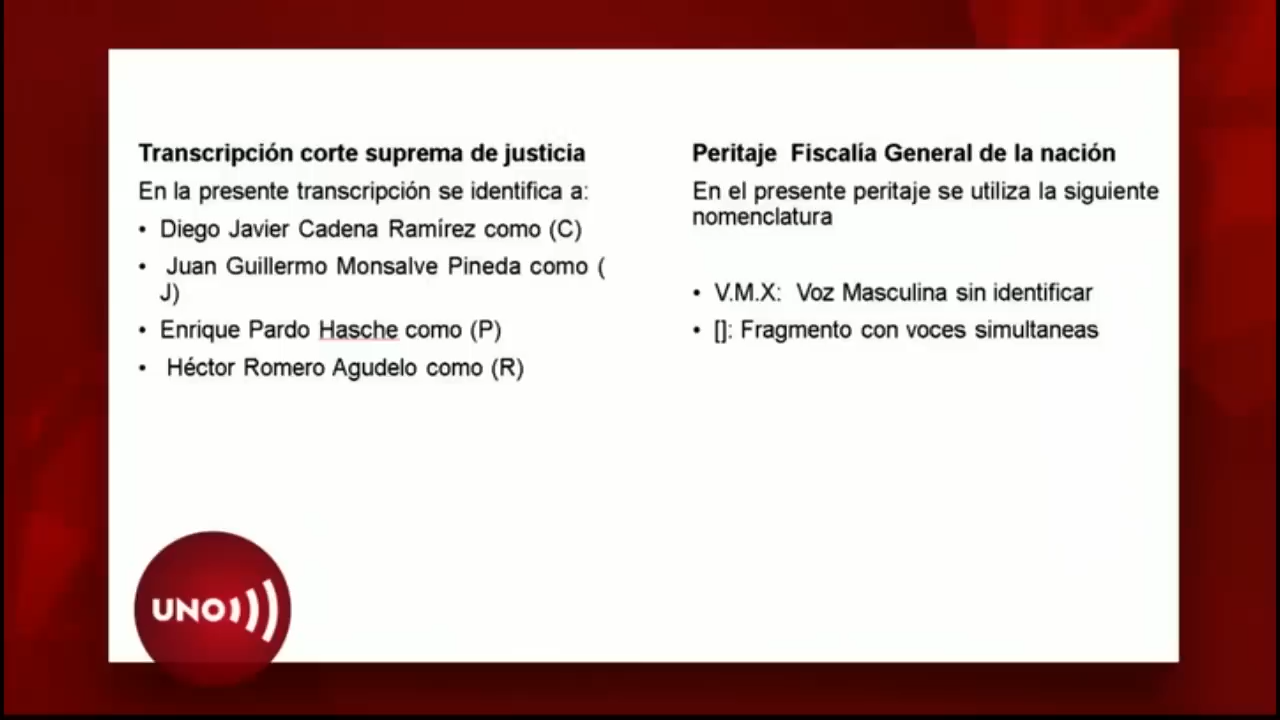 Transcripción corte suprema de justicia
En la presente transcripción se identifica a:
• Diego Javier Cadena Ramírez como (C)
• Juan Guillermo Monsalve Pineda como (
J)
• Enrique Pardo Hasche como (P)
• Héctor Romero Agudelo como (R)
Peritaje Fiscalía General de la nación
En el presente peritaje se utiliza la siguiente
nomenclatura
• V.M.X: Voz Masculina sin identificar
• []: Fragmento con voces simultaneas
UNO